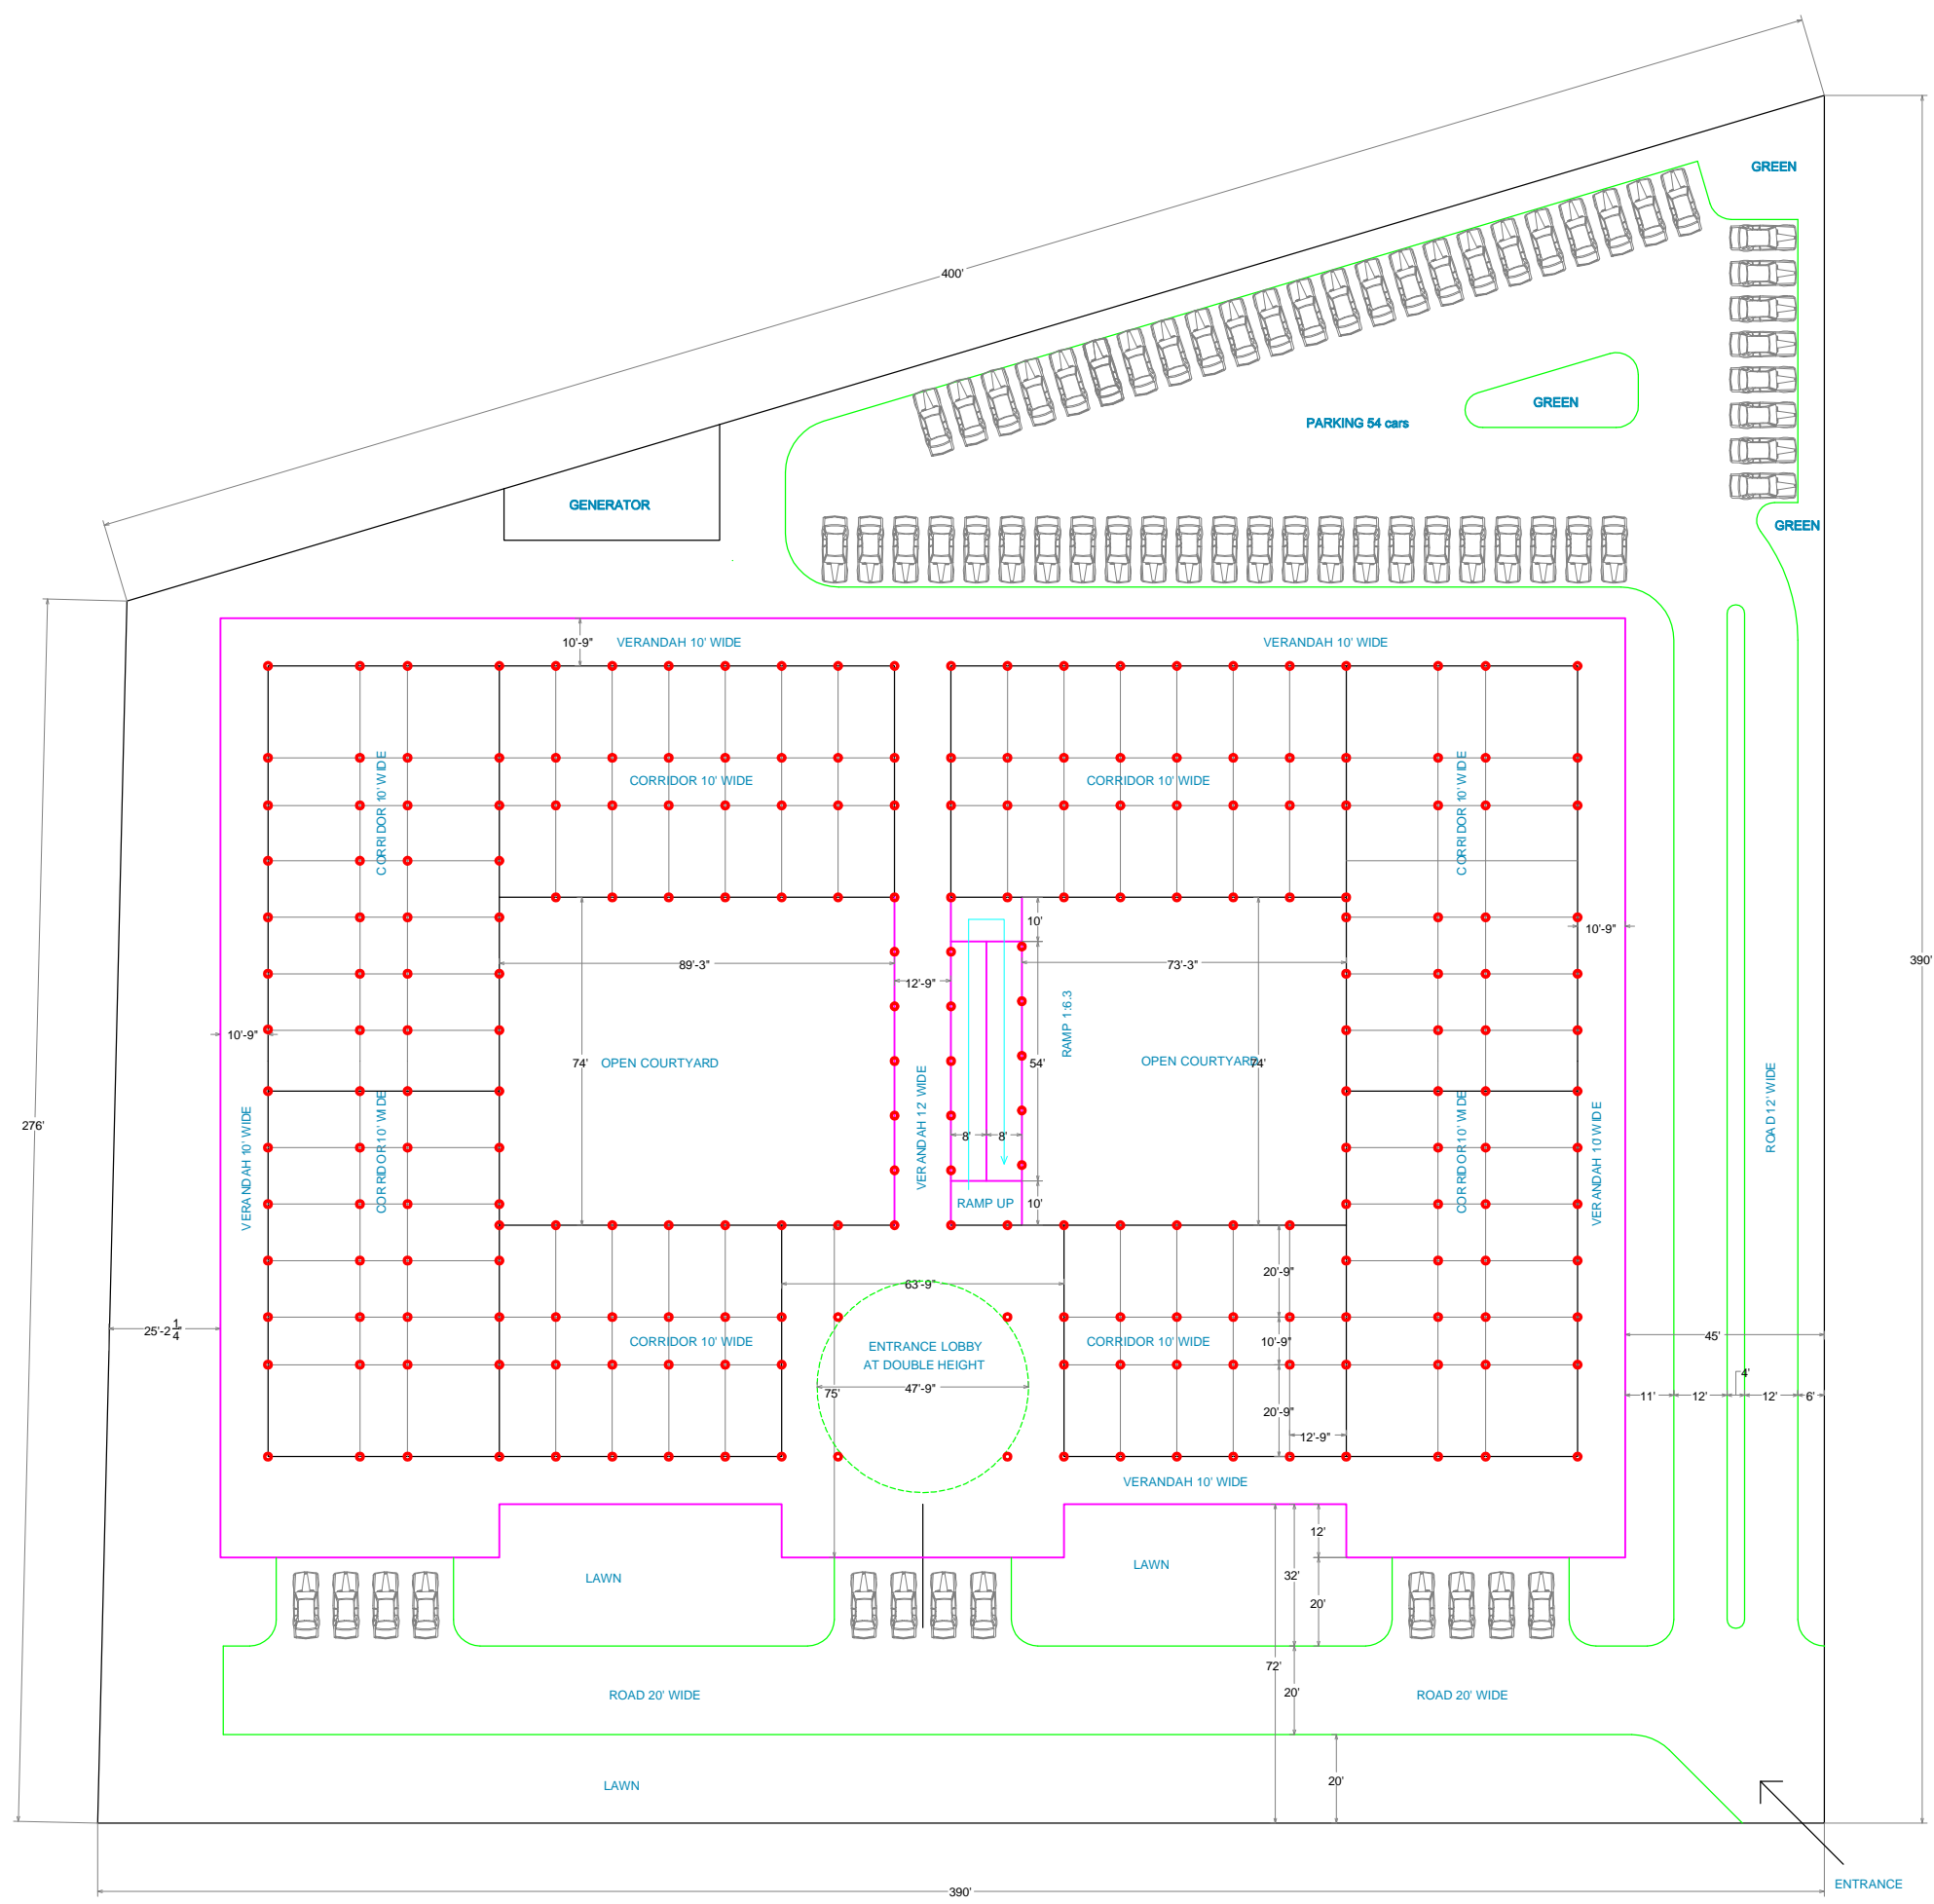 GREEN
400'
GREEN
PARKING 54 cars
GENERATOR
GREEN
10'-9"
VERANDAH 10' WIDE
VERANDAH 10' WIDE
CORRIDOR 10' WIDE
CORRIDOR 10' WIDE
CORRIDOR 10' WIDE
CORRIDOR 10' WIDE
10'
10'-9"
390'
89'-3"
73'-3"
12'-9"
RAMP 1:6.3
10'-9"
74'
OPEN COURTYARD
54'
OPEN COURTYARD
74'
276'
VERANDAH 10' WIDE
CORRIDOR 10' WIDE
VERANDAH 12 WIDE
8'
8'
CORRIDOR 10' WIDE
VERANDAH 10 WIDE
ROAD 12' WIDE
RAMP UP
10'
63'-9"
20'-9"
25'-2 1/4"
45'
CORRIDOR 10' WIDE
ENTRANCE LOBBY
AT DOUBLE HEIGHT
CORRIDOR 10' WIDE
10'-9"
47'-9"
75'
4'
11'
12'
12'
6'
20'-9"
12'-9"
VERANDAH 10' WIDE
12'
LAWN
LAWN
32'
20'
72'
ROAD 20' WIDE
20'
ROAD 20' WIDE
LAWN
20'
ENTRANCE
390'